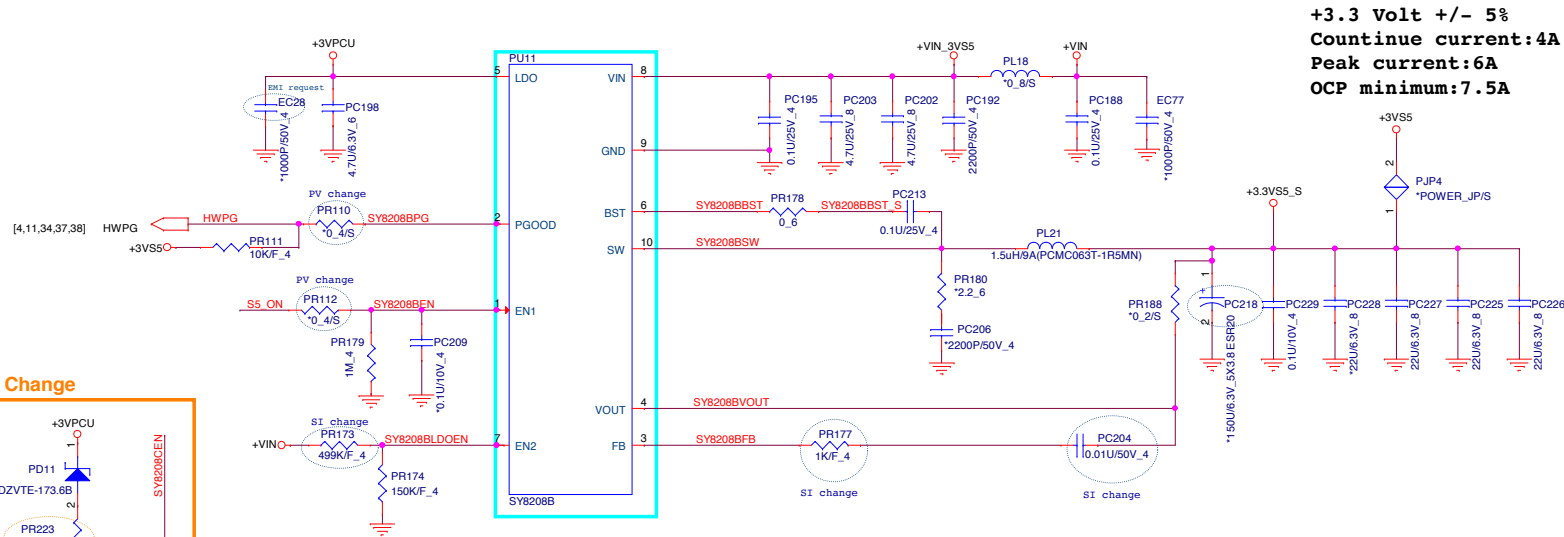 +3.3 Volt +/- 5%
Countinue current:4A
Peak current:6A
OCP minimum:7.5A
+3VPCU
EMI request
EC28
*1000P/50V_4
PC198
4.7U/6.3V_6
PU11
5
LDO
VIN
8
+VIN_3VS5
+VIN
PL18
*0_8/S
PC195
0.1U/25V_4
PC203
4.7U/25V_8
PC202
4.7U/25V_8
PC192
2200P/50V_4
PC188
0.1U/25V_4
EC77
*1000P/50V_4
GND
9
PV change
[4,11,34,37,38]
HWPG
HWPG
PR110
*0_4/S
SY8208BPG
2
PGOOD
+3VS5
PR111
10K/F_4
BST
6
SY8208BBST
PR178
0_6
SY8208BBST_S
PC213
0.1U/25V_4
SW
10
SY8208BSW
PL21
1.5uH/9A(PCMC063T-1R5MN)
+3.3VS5_S
+3VS5
2
PJP4
*POWER_JP/S
1
PV change
S5_ON
PR112
*0_4/S
SY8208BEN
1
EN1
PR179
1M_4
PC209
*0.1U/10V_4
PR180
*2.2_6
PC206
*2200P/50V_4
PR188
*0_2/S
1
+
PC218
2
*150U/6.3V_5X3.8 ESR20
PC229
0.1U/10V_4
PC228
*22U/6.3V_8
PC227
22U/6.3V_8
PC225
22U/6.3V_8
PC226
22U/6.3V_8
VOUT
4
SY8208BVOUT
SI change
+VIN
PR173
499K/F_4
SY8208BLDOEN
7
EN2
PR174
150K/F_4
FB
3
SY8208BFB
PR177
1K/F_4
SI change
PC204
0.01U/50V_4
SI change
SY8208B
Change
+3VPCU
1
PD11
DZVTE-173.6B
2
PR223
SY8208CEN